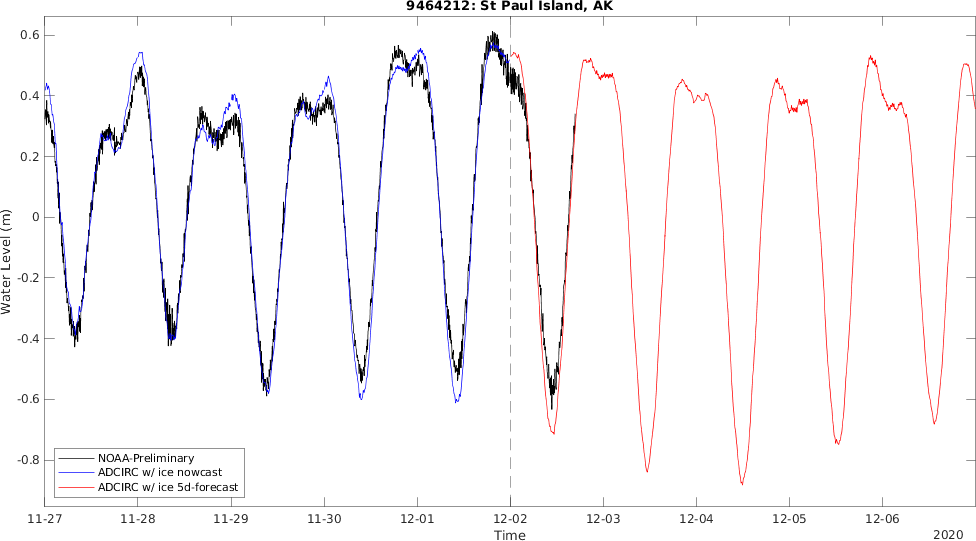 9464212: St Paul Island, AK
0.6
0.4
0.2
0
-0.2
-0.4
-0.6
-0.8
Water Level (m)
NOAA-Preliminary
ADCIRC w/ ice nowcast
ADCIRC w/ ice 5d-forecast
11-27 11-28 11-29 11-30 12-01 12-02 12-03 12-04 12-05 12-06
Time
2020